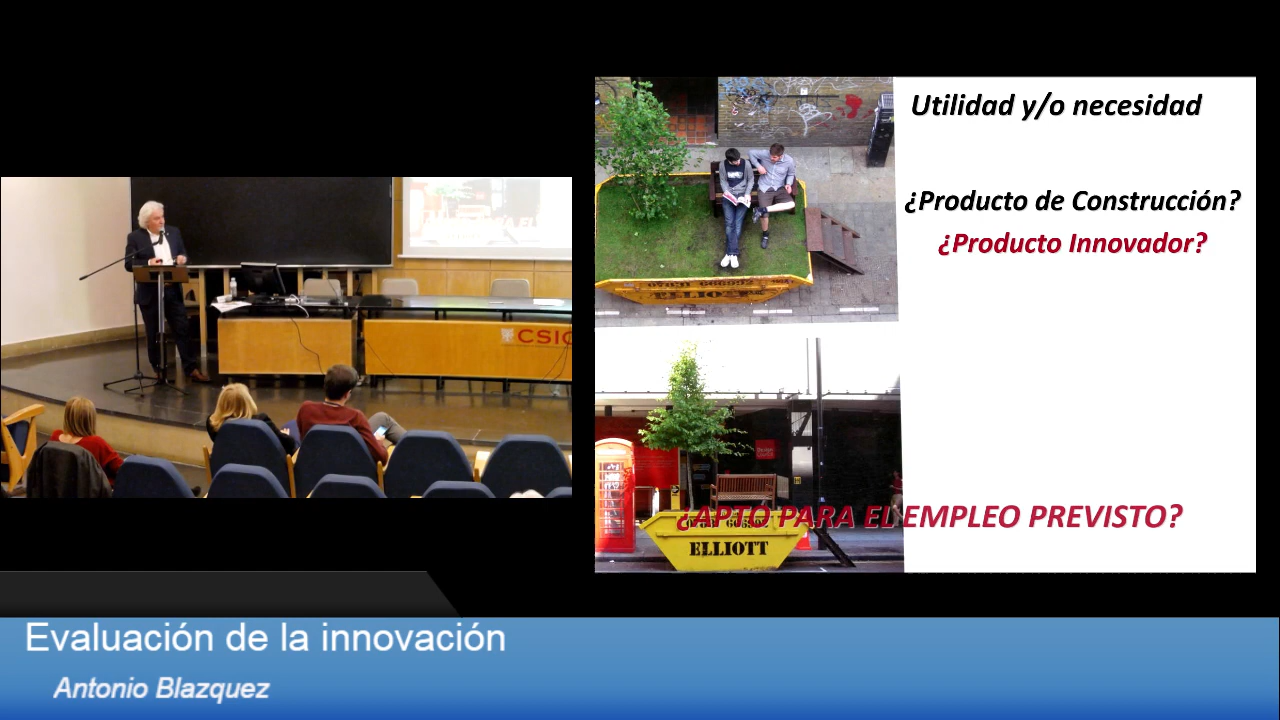 Utilidad y/o necesidad
¿Producto de Construcción?
¿Producto Innovador?
¿APTO PARA EL EMPLEO PREVISTO?
ELLIOTT
ELLIOTT
CSIC
Evaluación de la innovación
Antonio Blazquez